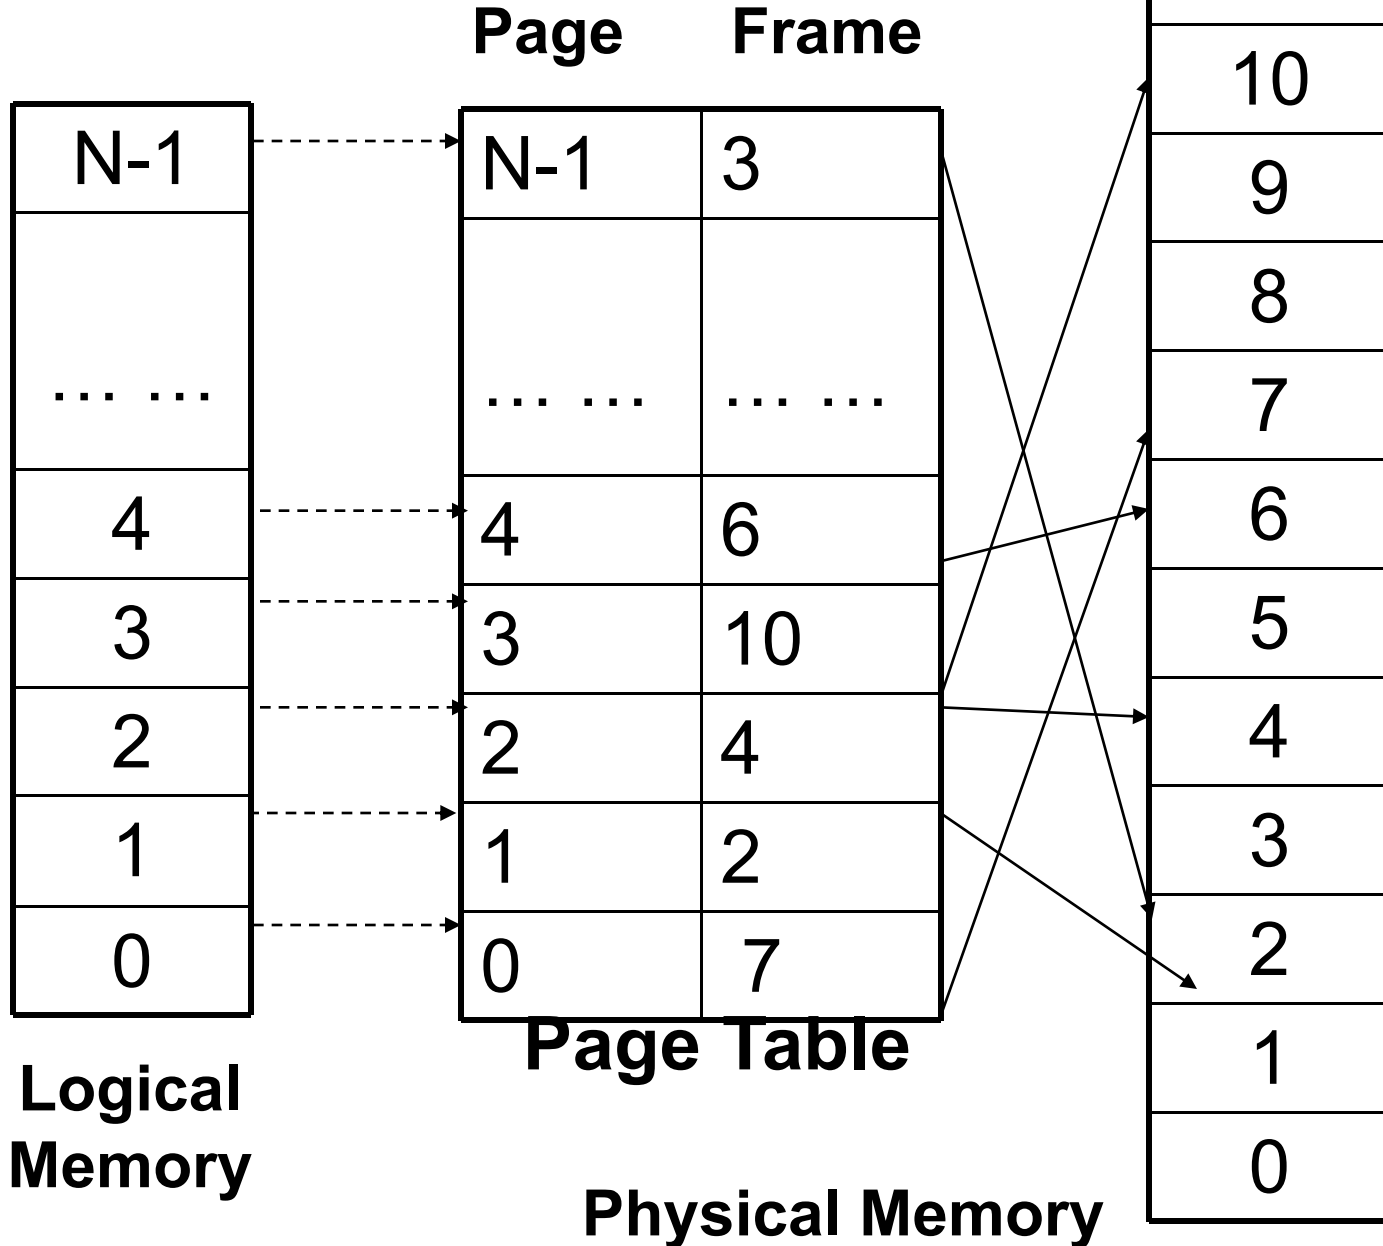 Page Frame
N-1
… …
4
3
2
1
0
Logical
Memory
N-1 3
… … … …
4 6
3 10
2 4
1 2
0 7
Page Table
10
9
8
7
6
5
4
3
2
1
0
Physical Memory